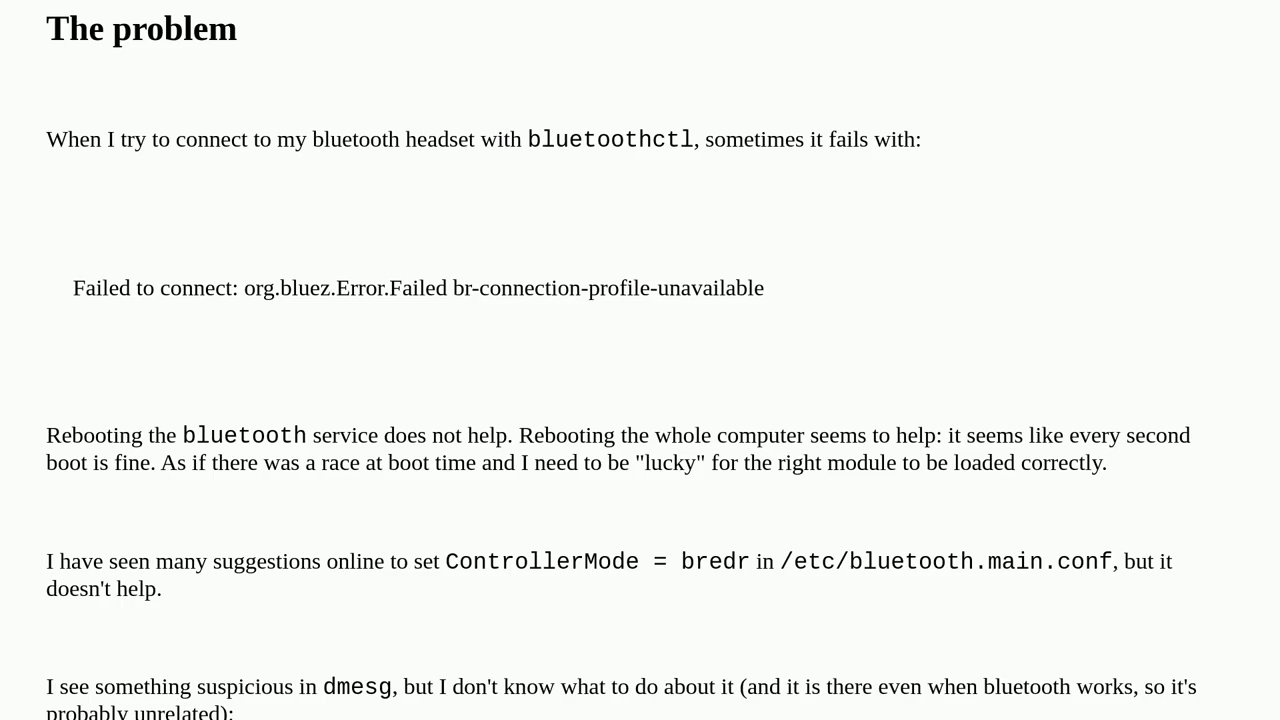 The problem
When I try to connect to my bluetooth headset with bluetoothctl, sometimes it fails with:
Failed to connect: org.bluez.Error.Failed br-connection-profile-unavailable
Rebooting the bluetooth service does not help. Rebooting the whole computer seems to help: it seems like every second
boot is fine. As if there was a race at boot time and I need to be "lucky" for the right module to be loaded correctly.
I have seen many suggestions online to set ControllerMode = bredr in /etc/bluetooth.main.conf, but it
doesn't help.
I see something suspicious in dmesg, but I don't know what to do about it (and it is there even when bluetooth works, so it's
probably unrelated):